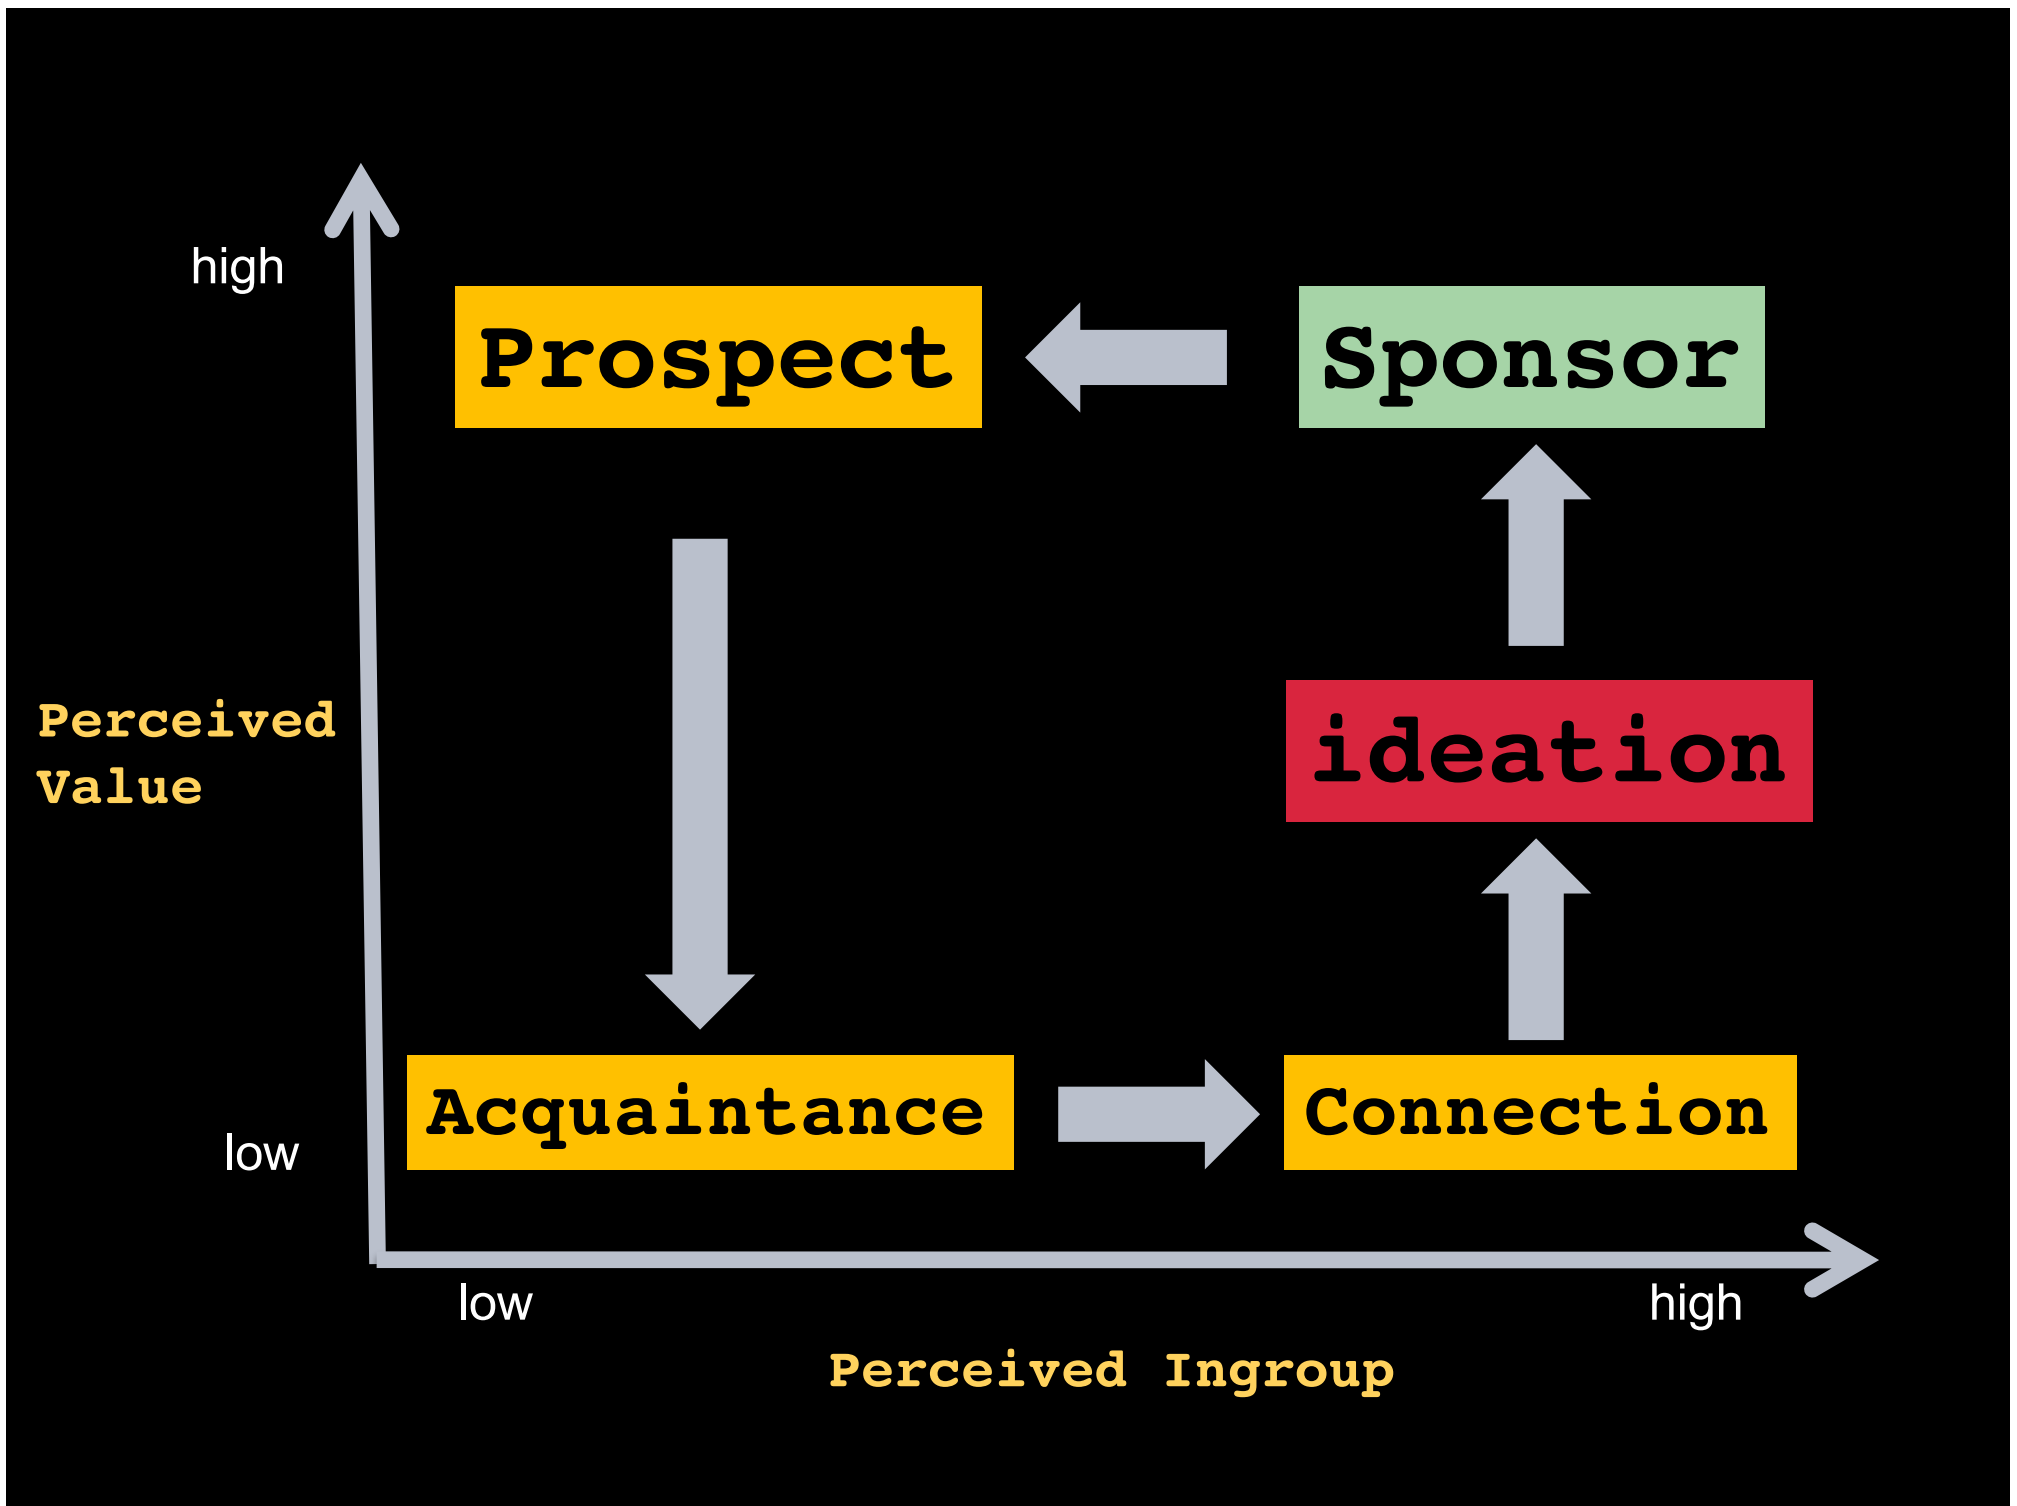 high
Prospect
Sponsor
Perceived
Value
ideation
Acquaintance
Connection
low
low
high
Perceived Ingroup